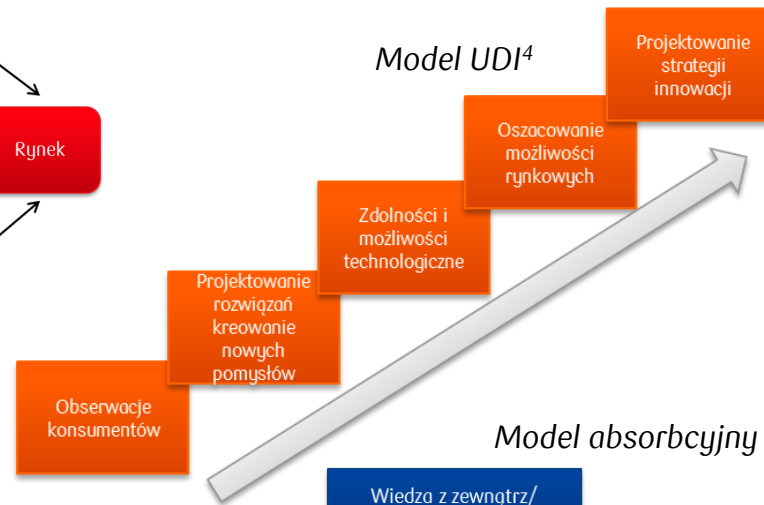 Model UDI⁴
Projektowanie
strategii
innowacji
Rynek
Oszacowanie
możliwości
rynkowych
Zdolności i
możliwości
technologiczne
Projektowanie
rozwiązań
kreowanie
nowych
pomysłów
Obserwacje
konsumentów
Model absorbcyjny
Wiedza z zewnątrz/